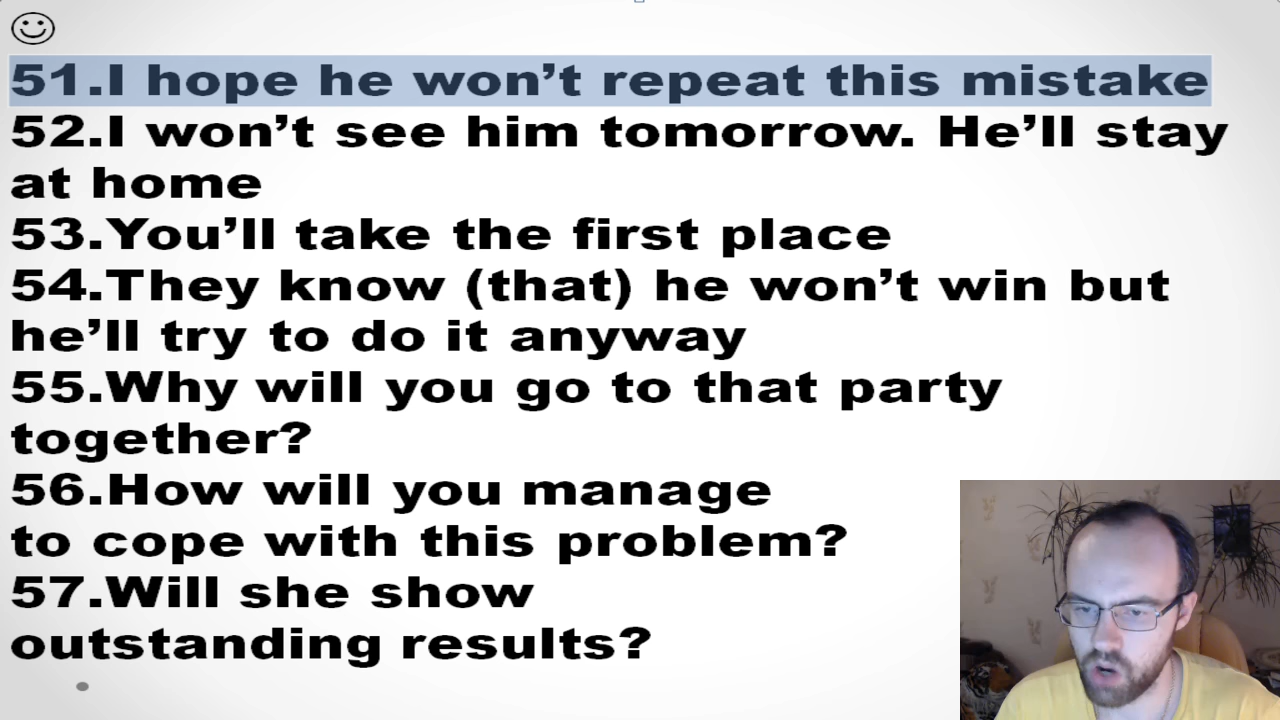 51.I hope he won’t repeat this mistake
52.I won’t see him tomorrow. He’ll stay
at home
53.You’ll take the first place
54.They know (that) he won’t win but
he’ll try to do it anyway
55.Why will you go to that party
together?
56.How will you manage
to cope with this problem?
57.Will she show
outstanding results?